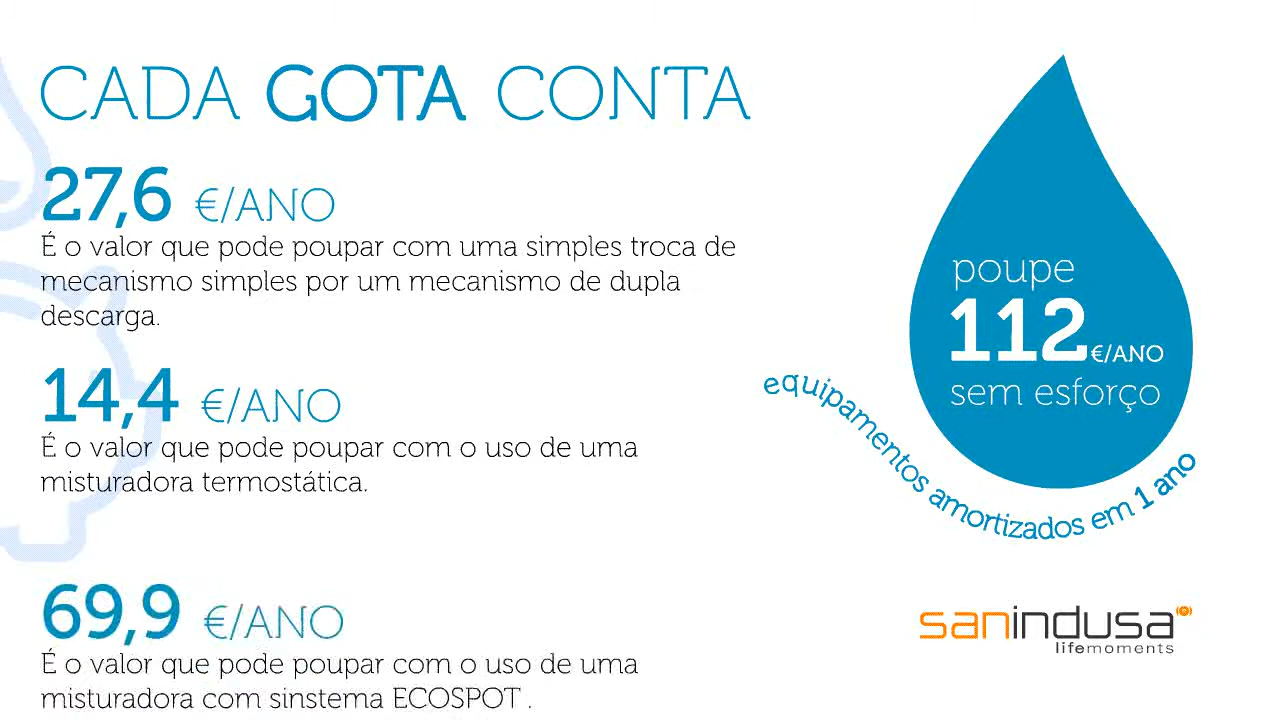 CADA GOTA CONTA
27,6 €/ANO
É o valor que pode poupar com uma simples troca de
mecanismo simples por um mecanismo de dupla
descarga.
14,4 €/ANO
É o valor que pode poupar com o uso de uma
misturadora termostática.
69,9 €/ANO
É o valor que pode poupar com o uso de uma
misturadora com sinstema ECOSPOT .
poupe
112 €/ANO
sem esforço
equipamentos amortizados em 1 ano
sanindusa
lifemoments